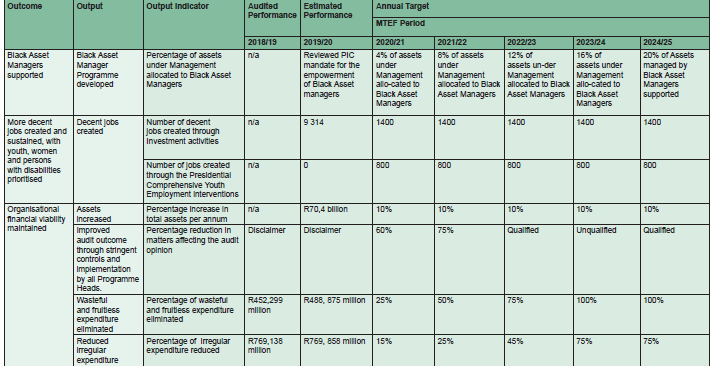 Outcome
Output
Output Indicator
Audited
Performance
Estimated
Performance
Annual Target
MTEF Period
2018/19
2019/20
2020/21
2021/22
2022/23
2023/24
2024/25
Black Asset
Managers
supported
Black Asset
Manager
Programme
developed
Percentage of assets
under Management
allocated to Black Asset
Managers
n/a
Reviewed PIC
mandate for the
empowerment
of Black Asset
managers
4% of assets
under
Management
allo-cated to
Black Asset
Managers
8% of assets
under
Management
allocated to Black
Asset Managers
12% of
assets un-der
Management
allocated to Black
Asset Managers
16% of
assets under
Management
allo-cated to
Black Asset
Managers
20% of Assets
managed by
Black Asset
Managers
supported
More decent
jobs created and
sustained, with
youth, women
and persons
with disabilities
prioritised
Decent jobs
created
Number of decent
jobs created through
Investment activities
n/a
9 314
1400
1400
1400
1400
1400
Number of jobs created
through the Presidential
Comprehensive Youth
Employment Interventions
n/a
0
800
800
800
800
800
Organisational
financial viability
maintained
Assets
increased
Percentage increase in
total assets per annum
n/a
R70,4 billion
10%
10%
10%
10%
10%
Improved
audit outcome
through stringent
controls and
implementation
by all Programme
Heads.
Percentage reduction in
matters affecting the audit
opinion
Disclaimer
Disclaimer
60%
75%
Qualified
Unqualified
Qualified
Wasteful
and fruitless
expenditure
eliminated
Percentage of wasteful
and fruitless expenditure
eliminated
R452,299
million
R488, 875 million
25%
50%
75%
100%
100%
Reduced
irregular
expenditure
Percentage of irregular
expenditure reduced
R769,138
million
R769, 858 million
15%
25%
45%
75%
75%